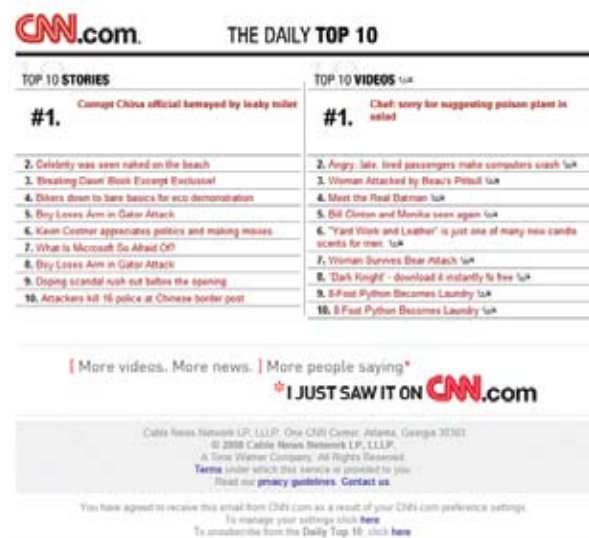 CNN.com. THE DAILY TOP 10
TOP 10 STORIES
#1. Corrupt China official betrayed by leaky toilet
2. Celebrity was seen naked on the beach
3. 'Breaking Dawn' Book Excerpt Exclusive!
4. Bikers down to bare basics for eco demonstration
5. Boy Loses Arm in Gator Attack
6. Kevin Costner appreciates politics and making movies
7. What Is Microsoft So Afraid Of?
8. Boy Loses Arm in Gator Attack
9. Doping scandal rush out before the opening
10. Attackers kill 16 police at Chinese border post
TOP 10 VIDEOS
#1. Chef: sorry for suggesting poison plant in
salad
2. Angry, late, tired passengers make computers crash
3. Woman Attacked by Beau's Pitbull
4. Meet the Real Batman
5. Bill Clinton and Monika seen again
6. "Yard Work and Leather" is just one of many new candle
scents for men.
7. Woman Survives Bear Attach
8. 'Dark Knight' - download it instantly fo free
9. 8-Foot Python Becomes Laundry
10. 8 Foot Python Becomes Laundry
[ More videos. More news. ] More people saying*
*I JUST SAW IT ON CNN.com
Cable News Network LP, LLLP. One CNN Center, Atlanta, Georgia 30303
© 2008 Cable News Network LP, LLLP.
A Time Warner Company. All Rights Reserved.
Terms under which this service is provided to you.
Read our privacy guidelines. Contact us
You have agreed to receive this email from CNN.com as a result of your CNN.com preference settings.
To manage your settings click here
To unsubscribe from the Daily Top 10, click here